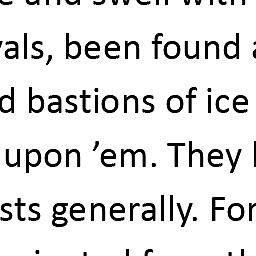 and swell with
vals, been found
d bastions of ice
upon ’em. They
sts generally. For